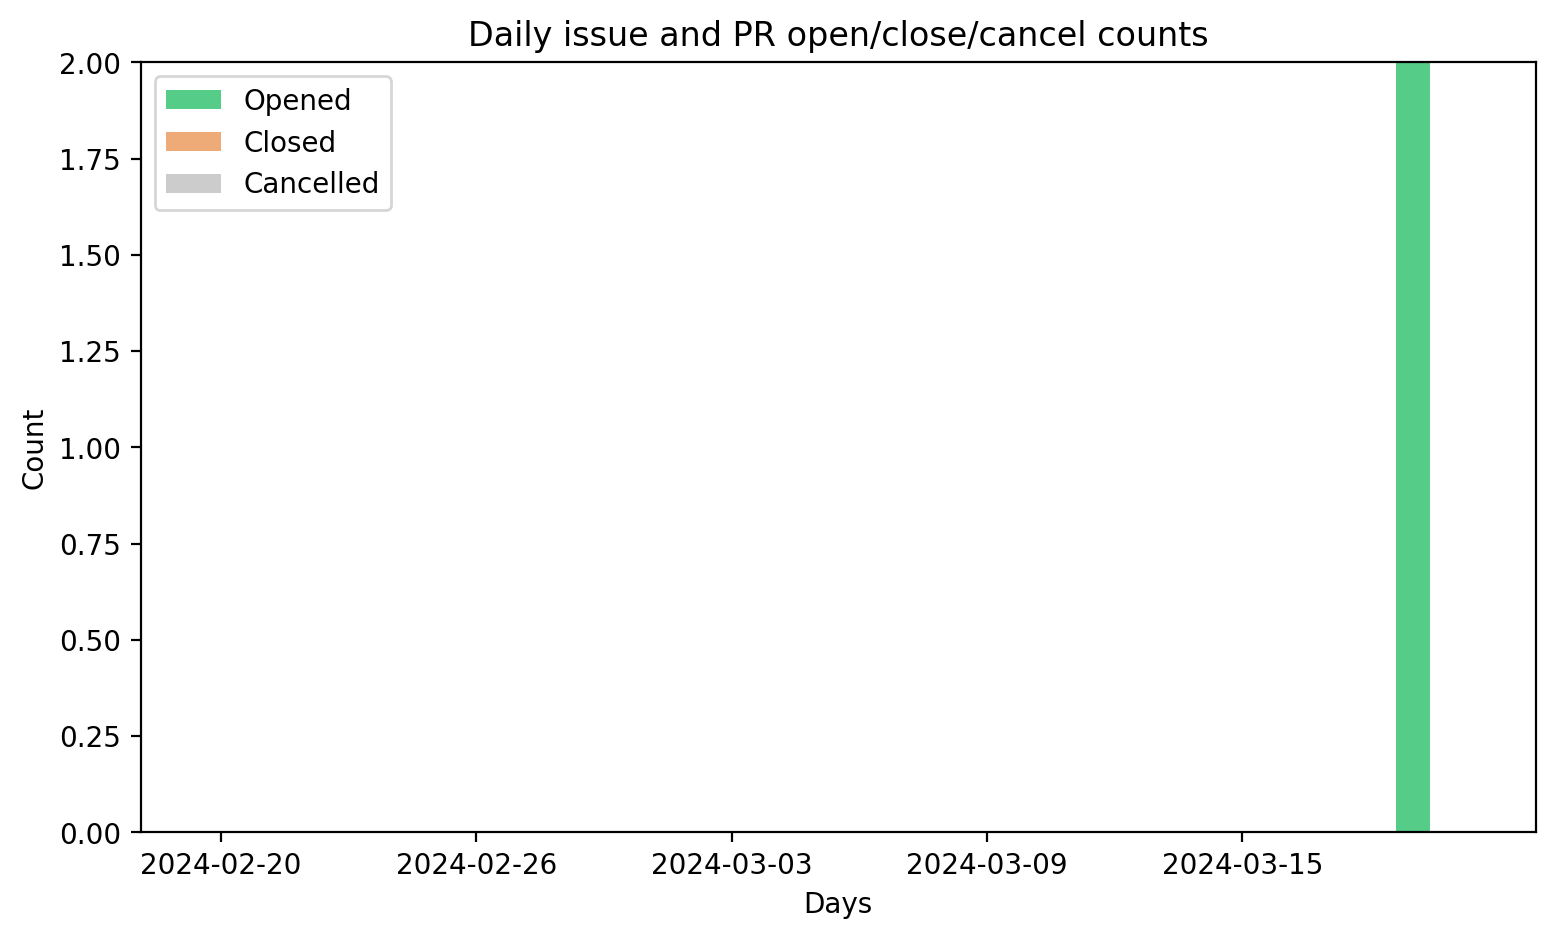 Daily issue and PR open/close/cancel counts
2.00
1.75
1.50
1.25
1.00
0.75
0.50
0.25
0.00
Count
Opened
Closed
Cancelled
2024-02-20
2024-02-26
2024-03-03
2024-03-09
2024-03-15
Days